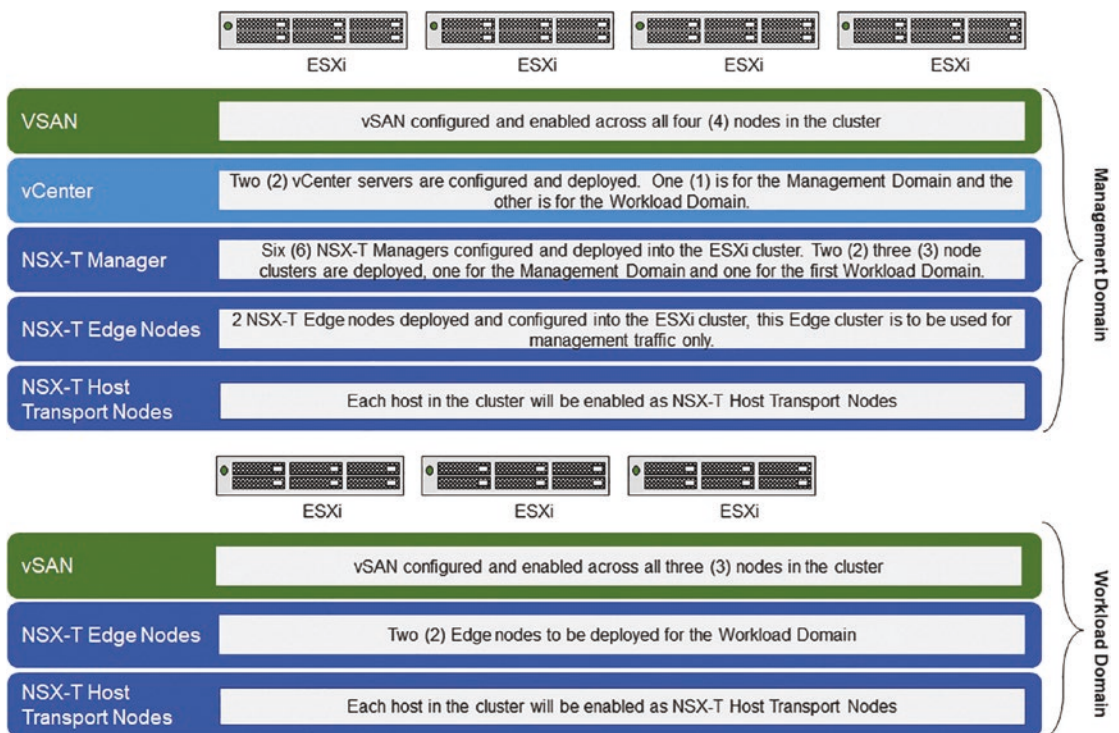 ESXi
ESXi
ESXi
ESXi
VSAN
vSAN configured and enabled across all four (4) nodes in the cluster
vCenter
Two (2) vCenter servers are configured and deployed. One (1) is for the Management Domain and the
other is for the Workload Domain.
NSX-T Manager
Six (6) NSX-T Managers configured and deployed into the ESXi cluster. Two (2) three (3) node
clusters are deployed, one for the Management Domain and one for the first Workload Domain.
NSX-T Edge Nodes
2 NSX-T Edge nodes deployed and configured into the ESXi cluster, this Edge cluster is to be used for
management traffic only.
NSX-T Host
Transport Nodes
Each host in the cluster will be enabled as NSX-T Host Transport Nodes
Management Domain
ESXi
ESXi
ESXi
vSAN
vSAN configured and enabled across all three (3) nodes in the cluster
NSX-T Edge Nodes
Two (2) Edge nodes to be deployed for the Workload Domain
NSX-T Host
Transport Nodes
Each host in the cluster will be enabled as NSX-T Host Transport Nodes
Workload Domain